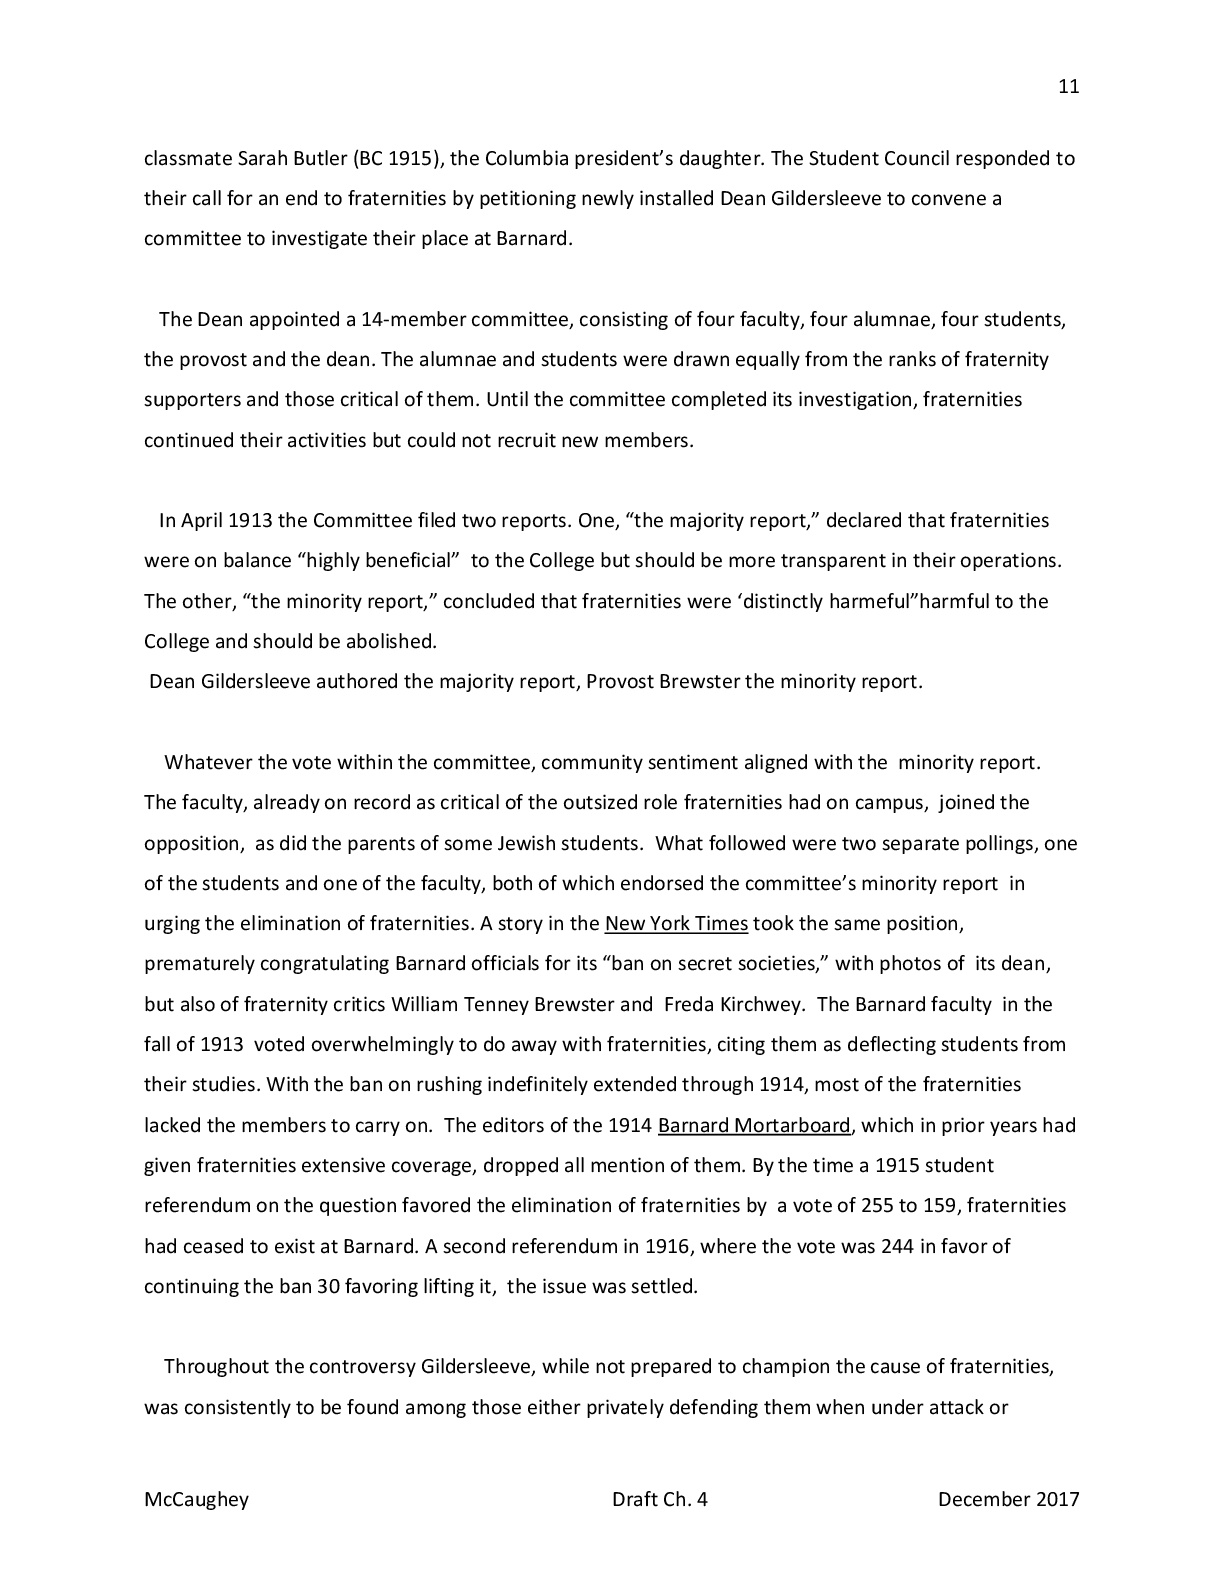 11
classmate Sarah Butler (BC 1915), the Columbia president’s daughter. The Student Council responded to
their call for an end to fraternities by petitioning newly installed Dean Gildersleeve to convene a
committee to investigate their place at Barnard.
The Dean appointed a 14-member committee, consisting of four faculty, four alumnae, four students,
the provost and the dean. The alumnae and students were drawn equally from the ranks of fraternity
supporters and those critical of them. Until the committee completed its investigation, fraternities
continued their activities but could not recruit new members.
In April 1913 the Committee filed two reports. One, “the majority report,” declared that fraternities
were on balance “highly beneficial”  to the College but should be more transparent in their operations.
The other, “the minority report,” concluded that fraternities were ‘distinctly harmeful”harmful to the
College and should be abolished.
Dean Gildersleeve authored the majority report, Provost Brewster the minority report.
Whatever the vote within the committee, community sentiment aligned with the  minority report.
The faculty, already on record as critical of the outsized role fraternities had on campus,  joined the
opposition,  as did the parents of some Jewish students.  What followed were two separate pollings, one
of the students and one of the faculty, both of which endorsed the committee’s minority report  in
urging the elimination of fraternities. A story in the New York Times took the same position,
prematurely congratulating Barnard officials for its “ban on secret societies,” with photos of  its dean,
but also of fraternity critics William Tenney Brewster and  Freda Kirchwey.  The Barnard faculty  in the
fall of 1913  voted overwhelmingly to do away with fraternities, citing them as deflecting students from
their studies. With the ban on rushing indefinitely extended through 1914, most of the fraternities
lacked the members to carry on.  The editors of the 1914 Barnard Mortarboard, which in prior years had
given fraternities extensive coverage, dropped all mention of them. By the time a 1915 student
referendum on the question favored the elimination of fraternities by  a vote of 255 to 159, fraternities
had ceased to exist at Barnard. A second referendum in 1916, where the vote was 244 in favor of
continuing the ban 30 favoring lifting it,  the issue was settled.
Throughout the controversy Gildersleeve, while not prepared to champion the cause of fraternities,
was consistently to be found among those either privately defending them when under attack or
McCaughey Draft Ch. 4 December 2017